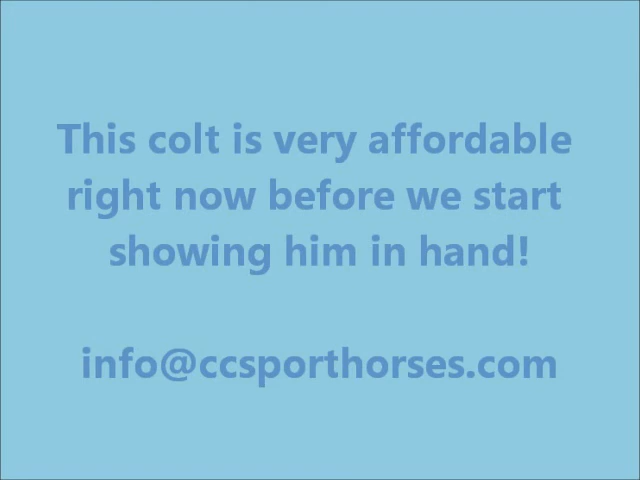 This colt is very affordable
right now before we start
showing him in hand!
info@ccsporthorses.com